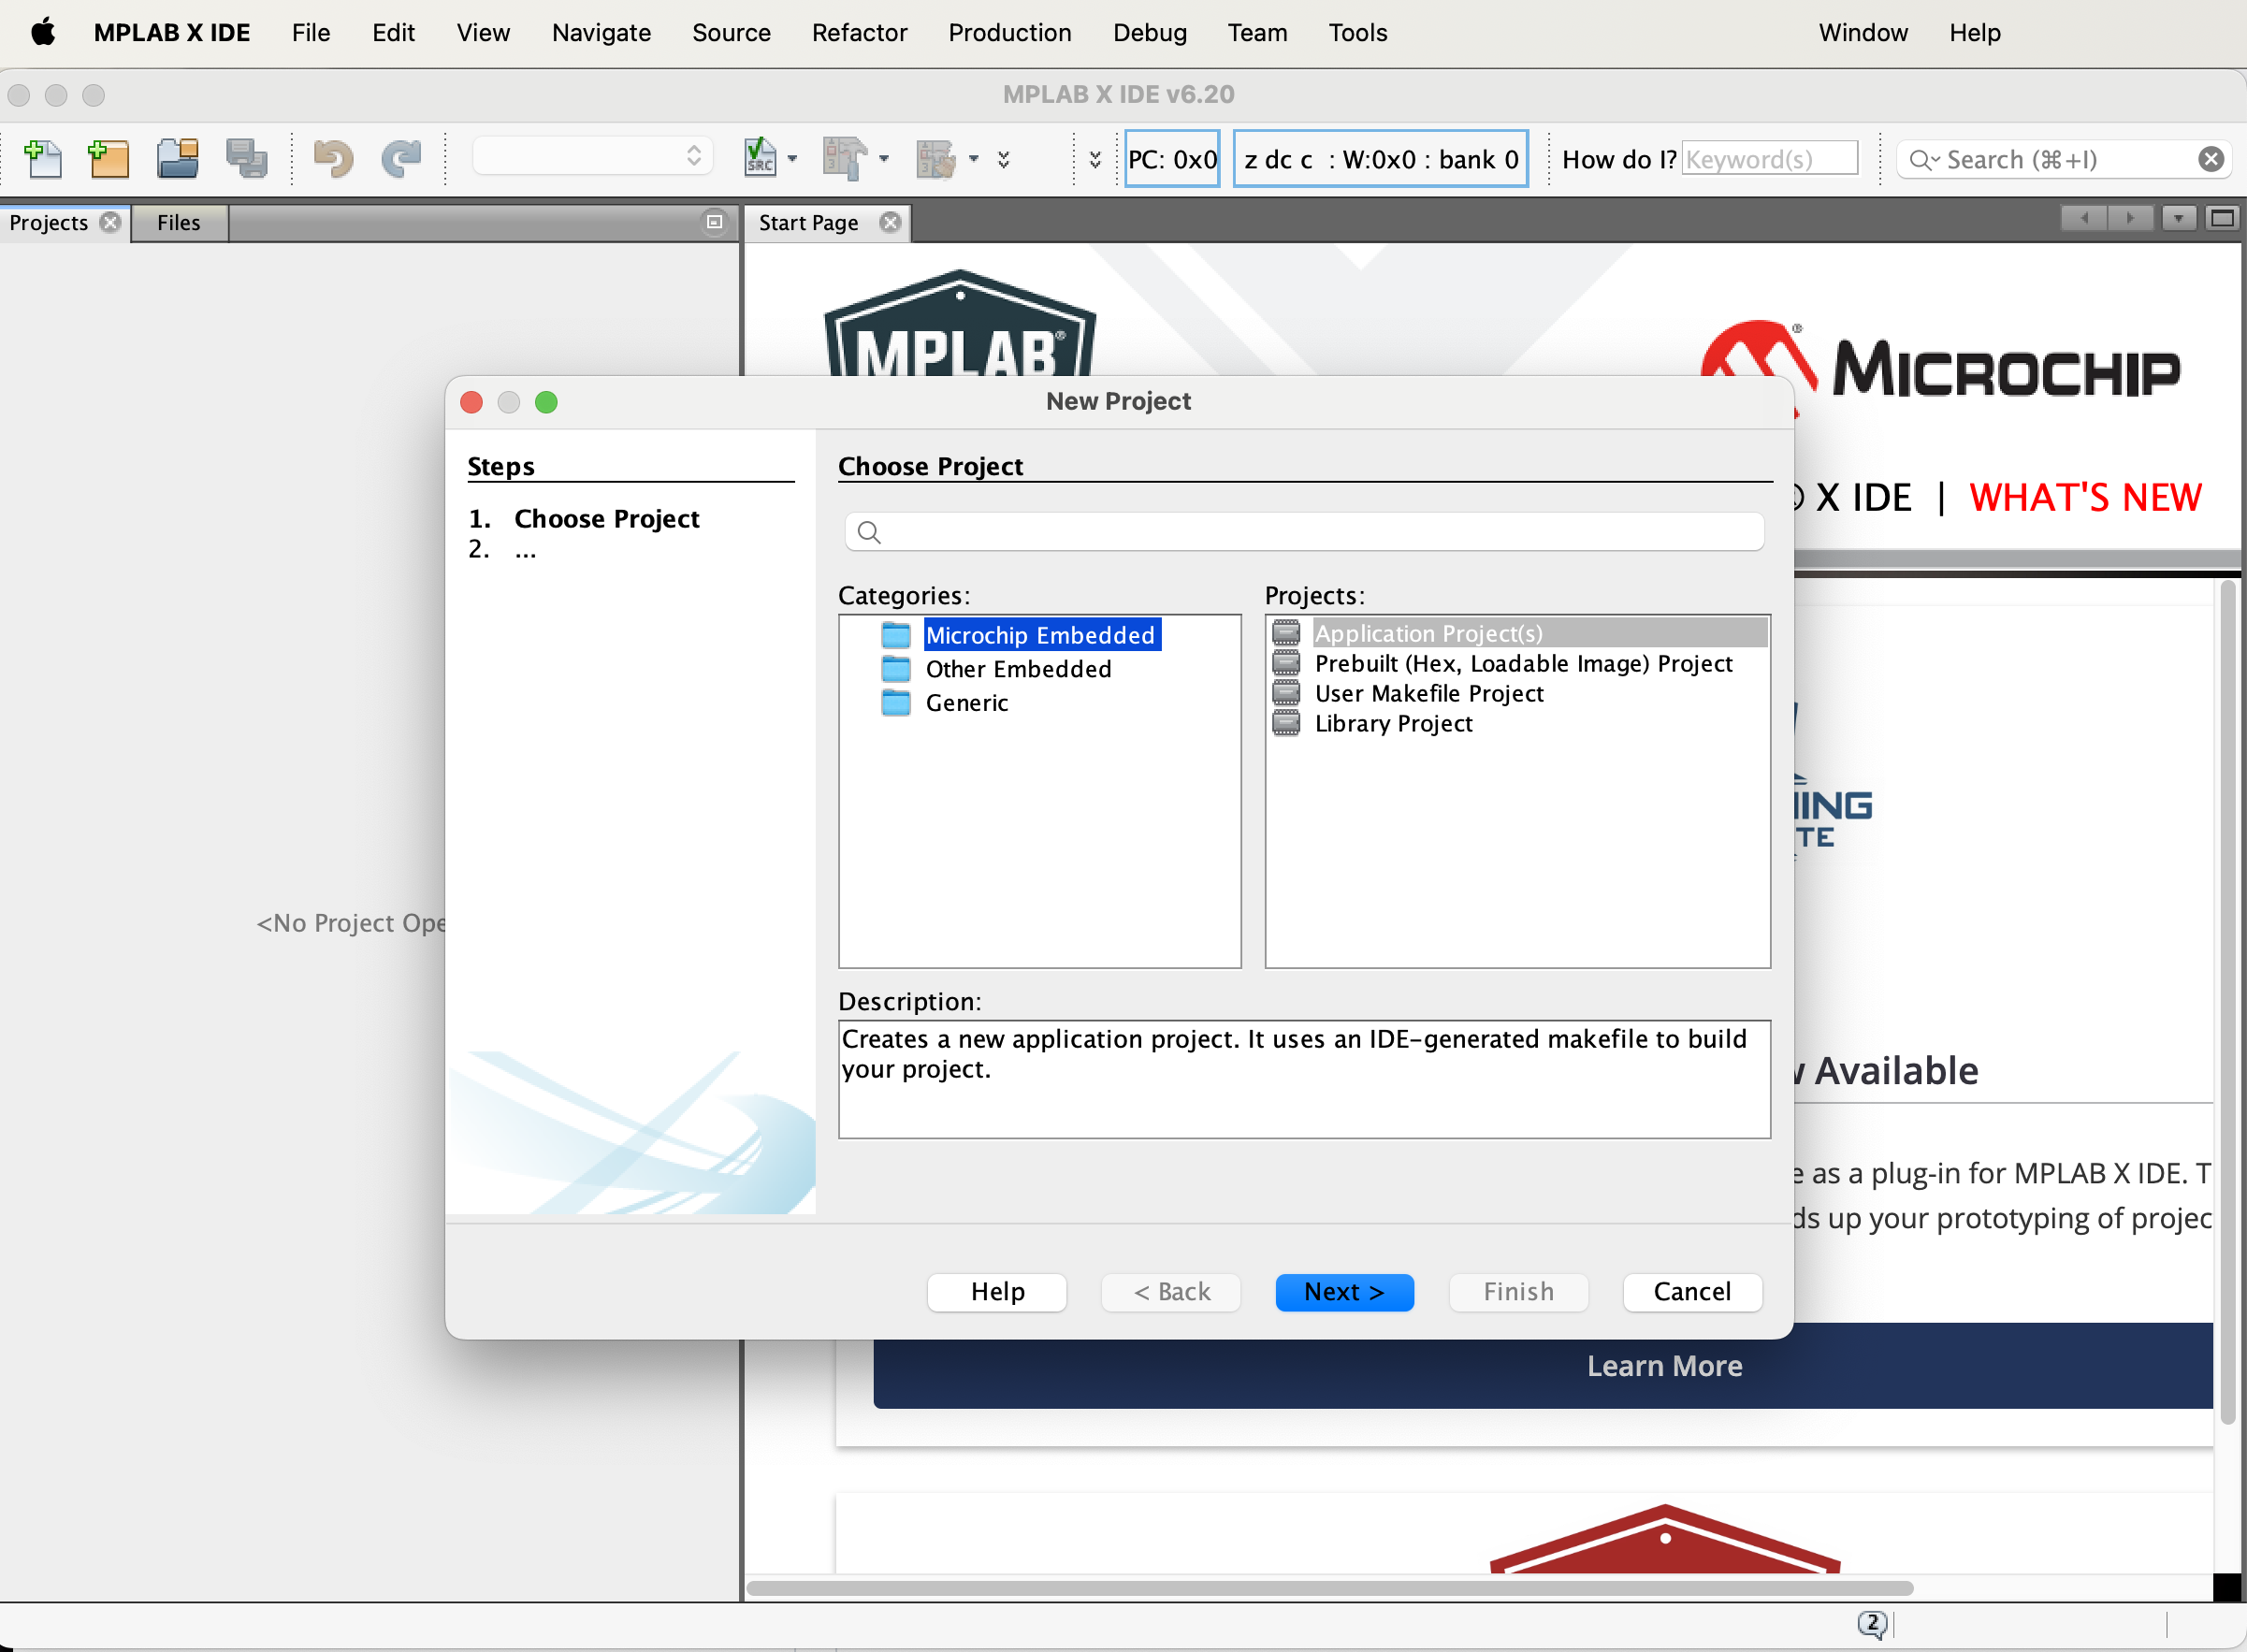 MPLAB X IDE File Edit View Navigate Source Refactor Production Debug Team Tools Window Help
MPLAB X IDE v6.20
SRC PC: 0x0 z dc c : W:0x0 : bank 0 How do I? Keyword(s) Search (⌘+I)
Projects Files Start Page
MPLAB®
MICROCHIP
New Project
Steps
Choose Project
X IDE | WHAT'S NEW
1. Choose Project
2. ...
Categories:
Projects:
Microchip Embedded
Other Embedded
Generic
Application Project(s)
Prebuilt (Hex, Loadable Image) Project
User Makefile Project
Library Project
<No Project Ope
Description:
Creates a new application project. It uses an IDE-generated makefile to build
your project.
Available
e as a plug-in for MPLAB X IDE. T
ds up your prototyping of projec
Help < Back Next > Finish Cancel
Learn More
2